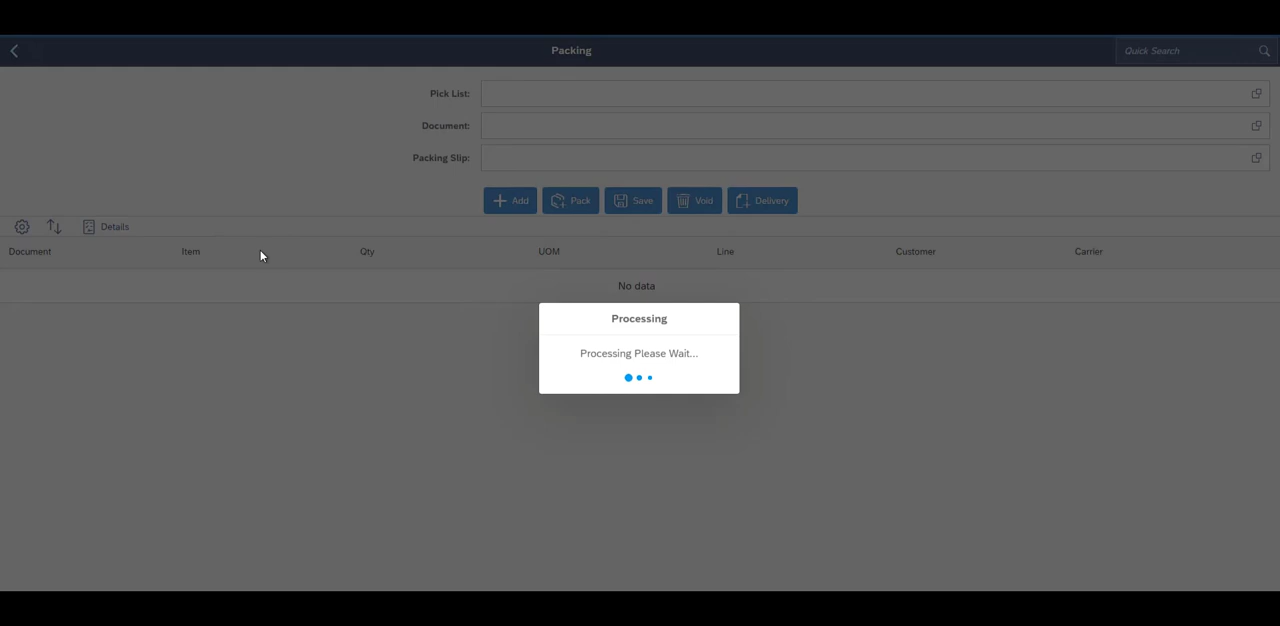 Packing
Quick Search
Pick List:
Document:
Packing Slip:
Add
Pack
Save
Void
Delivery
Details
Document Item Qty UOM Line Customer Carrier
No data
Processing
Processing Please Wait...